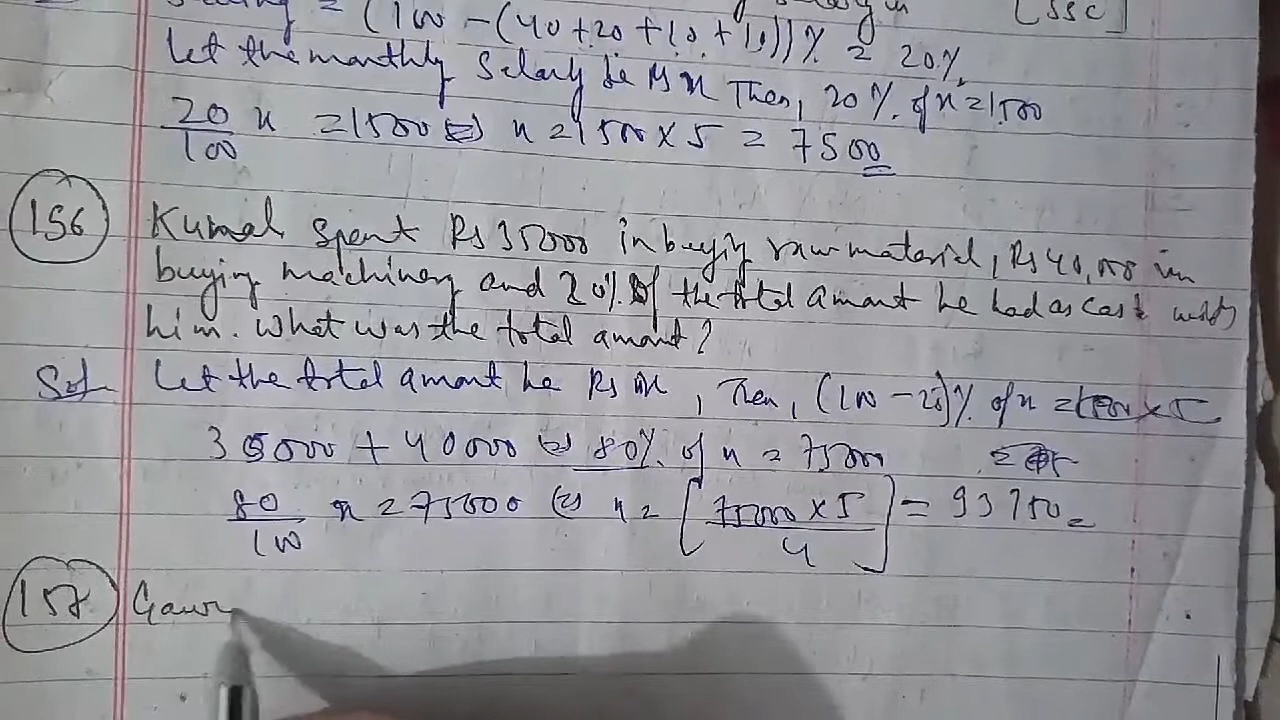 = (100 - (40 + 20 + 10 + 10))% = 20% [SSC]
Let the monthly Salary be Rs x Then, 20% of x = 1500
20/100 x = 1500 ⇒ x = 1500 × 5 = 7500
156 Kumal spent Rs 35000 in buying raw material, Rs 40,000 in
buying machinery and 20% of the total amount he had as cash with
him. What was the total amount?
Sol Let the total amount be Rs x, Then, (100 - 20)% of x =
35000 + 40000 ⇒ 80% of x = 75000
80/100 x = 75000 ⇒ x = [75000 × 5 / 4] = 93750
157 Gaur